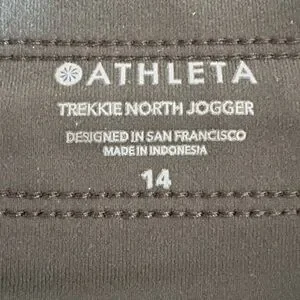 ATHLETA
TREKKIE NORTH JOGGER
DESIGNED IN SAN FRANCISCO
MADE IN INDONESIA
14